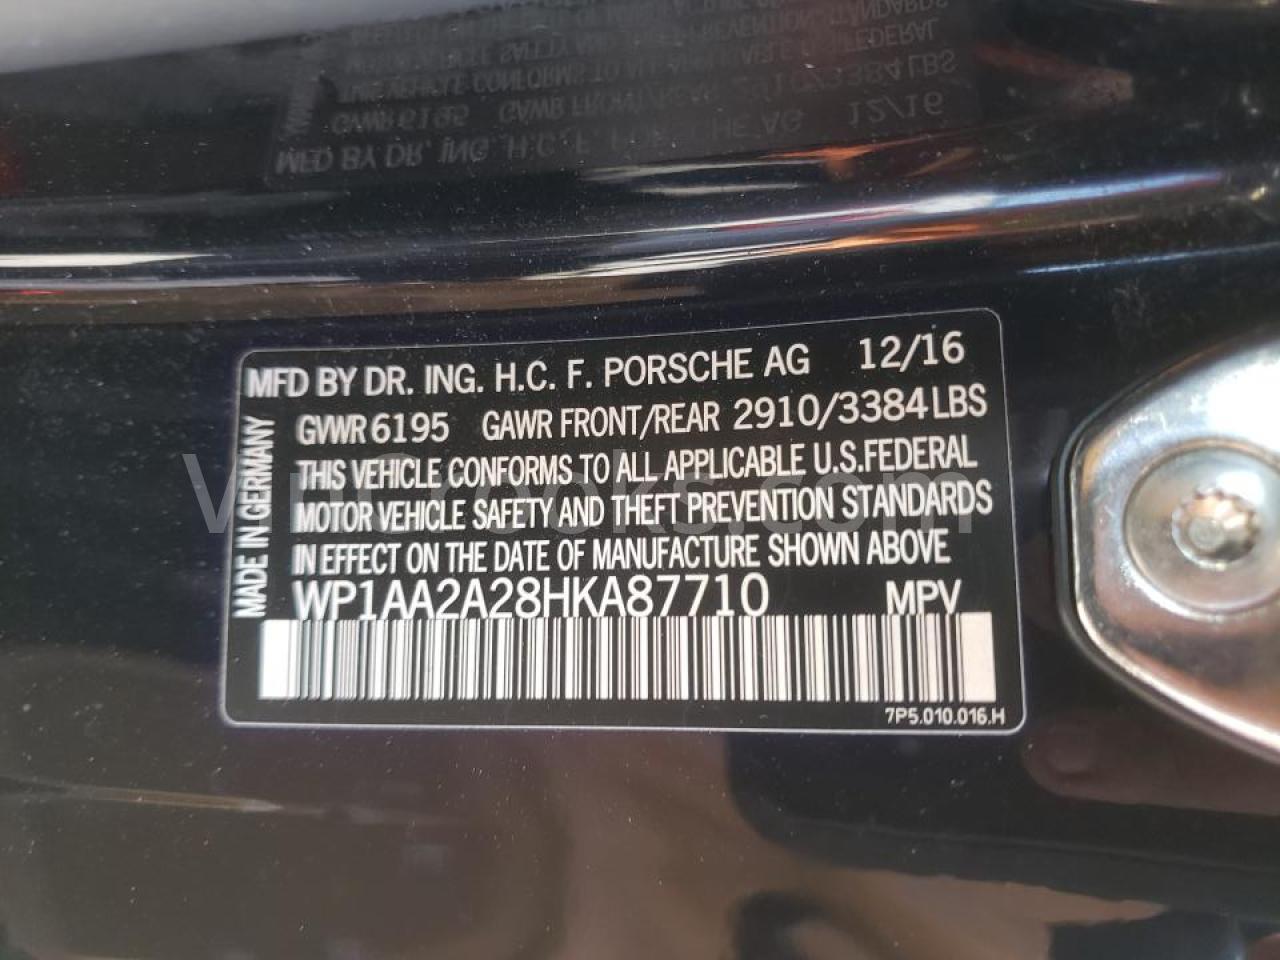 MFD BY DR. ING. H.C. F. PORSCHE AG 12/16
GVWR 6195 GAWR FRONT/REAR 2910/3384LBS
THIS VEHICLE CONFORMS TO ALL APPLICABLE U.S.FEDERAL
MOTOR VEHICLE SAFETY AND THEFT PREVENTION STANDARDS
IN EFFECT ON THE DATE OF MANUFACTURE SHOWN ABOVE
WP1AA2A28HKA87710 MPV
7P5.010.016.H
MADE IN GERMANY